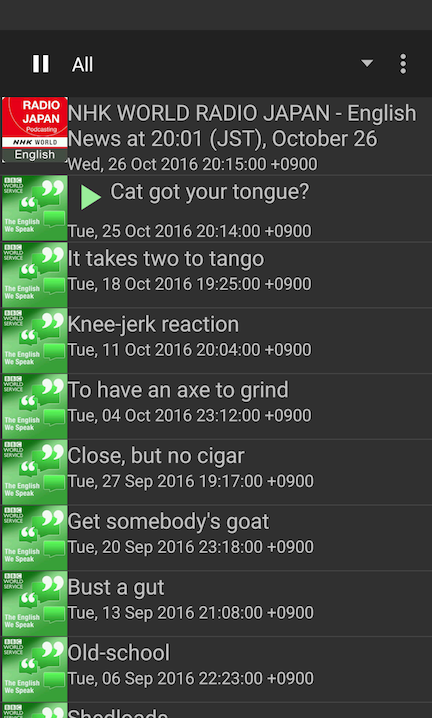 All
RADIO
JAPAN
Podcasting
NHK WORLD
English
NHK WORLD RADIO JAPAN - English
News at 20:01 (JST), October 26
Wed, 26 Oct 2016 20:15:00 +0900
BBC
WORLD
SERVICE
The English
We Speak
Cat got your tongue?
Tue, 25 Oct 2016 20:14:00 +0900
BBC
WORLD
SERVICE
The English
We Speak
It takes two to tango
Tue, 18 Oct 2016 19:25:00 +0900
BBC
WORLD
SERVICE
The English
We Speak
Knee-jerk reaction
Tue, 11 Oct 2016 20:04:00 +0900
BBC
WORLD
SERVICE
The English
We Speak
To have an axe to grind
Tue, 04 Oct 2016 23:12:00 +0900
BBC
WORLD
SERVICE
The English
We Speak
Close, but no cigar
Tue, 27 Sep 2016 19:17:00 +0900
BBC
WORLD
SERVICE
The English
We Speak
Get somebody's goat
Tue, 20 Sep 2016 23:18:00 +0900
BBC
WORLD
SERVICE
The English
We Speak
Bust a gut
Tue, 13 Sep 2016 21:08:00 +0900
BBC
WORLD
SERVICE
The English
We Speak
Old-school
Tue, 06 Sep 2016 22:23:00 +0900
BBC
WORLD
Shedloads